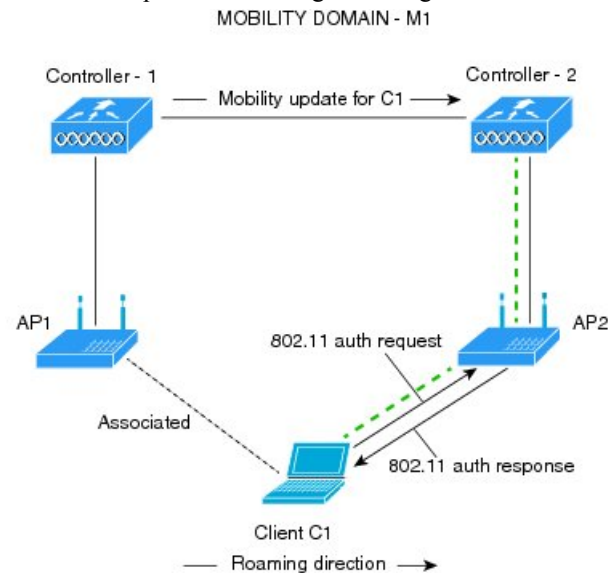 MOBILITY DOMAIN - M1
Controller - 1
Controller - 2
Mobility update for C1
AP1
AP2
802.11 auth request
Associated
802.11 auth response
Client C1
Roaming direction